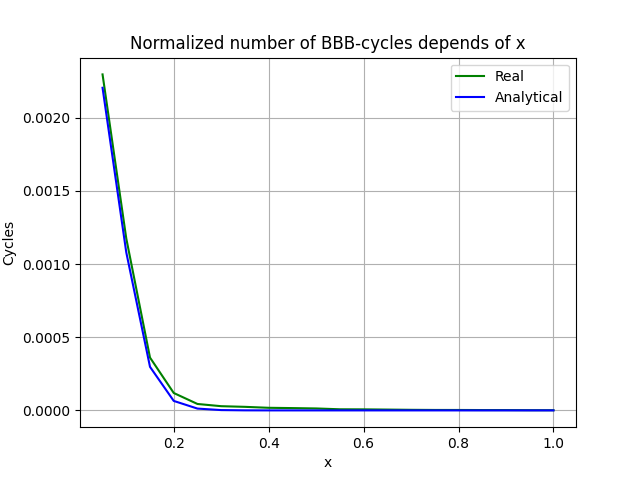 Normalized number of BBB-cycles depends of x
Real
Analytical
Cycles
0.0020
0.0015
0.0010
0.0005
0.0000
0.2
0.4
0.6
0.8
1.0
x